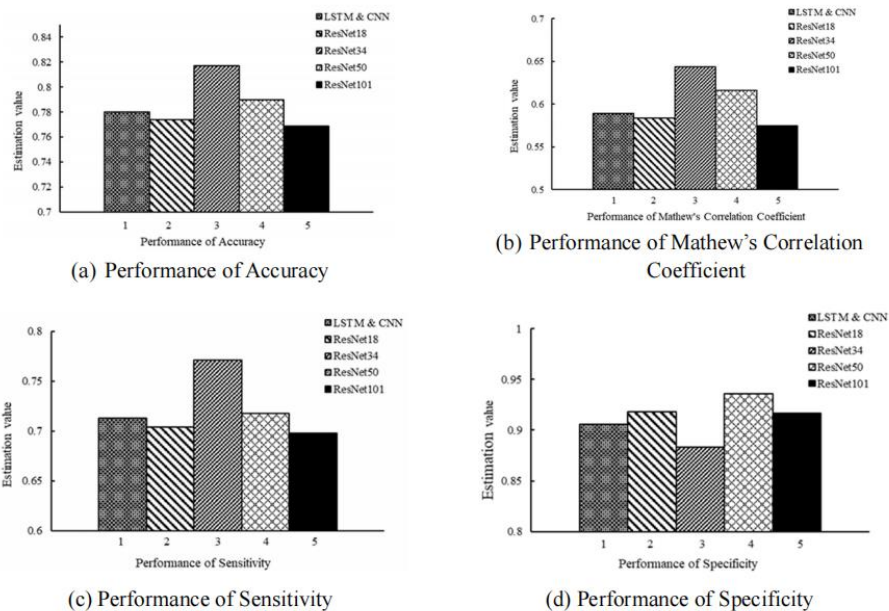 LSTM & CNN
ResNet18
ResNet34
ResNet50
ResNet101
0.84
0.82
0.8
0.78
0.76
0.74
0.72
0.7
Estimation value
1 2 3 4 5
Performance of Accuracy
(a) Performance of Accuracy
LSTM & CNN
ResNet18
ResNet34
ResNet50
ResNet101
0.7
0.65
0.6
0.55
0.5
Estimation value
1 2 3 4 5
Performance of Mathew's Correlation Coefficient
(b) Performance of Mathew's Correlation
Coefficient
LSTM & CNN
ResNet18
ResNet34
ResNet50
ResNet101
0.8
0.75
0.7
0.65
0.6
Estimation value
1 2 3 4 5
Performance of Sensitivity
(c) Performance of Sensitivity
LSTM & CNN
ResNet18
ResNet34
ResNet50
ResNet101
1
0.95
0.9
0.85
0.8
Estimation value
1 2 3 4 5
Performance of Specificity
(d) Performance of Specificity